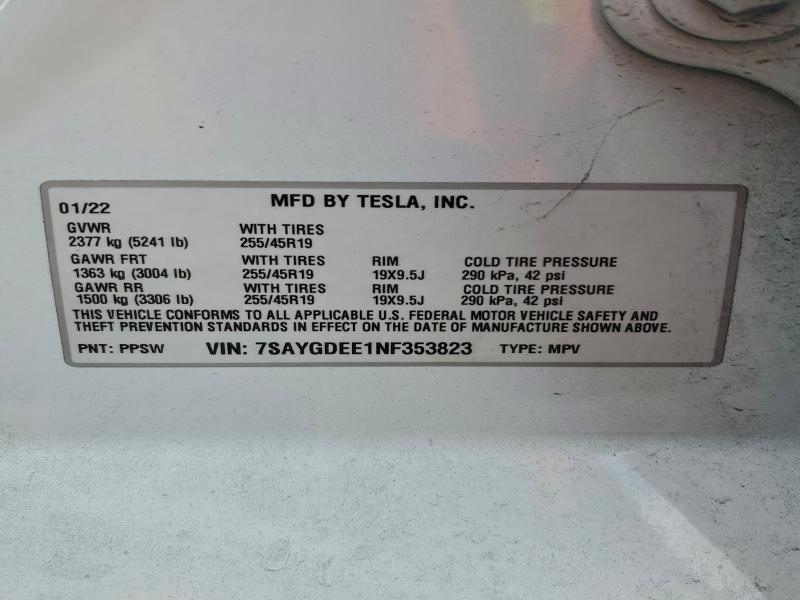 01/22 MFD BY TESLA, INC.
GVWR WITH TIRES
2377 kg (5241 lb) 255/45R19
GAWR FRT WITH TIRES RIM COLD TIRE PRESSURE
1363 kg (3004 lb) 255/45R19 19X9.5J 290 kPa, 42 psi
GAWR RR WITH TIRES RIM COLD TIRE PRESSURE
1500 kg (3306 lb) 255/45R19 19X9.5J 290 kPa, 42 psi
THIS VEHICLE CONFORMS TO ALL APPLICABLE U.S. FEDERAL MOTOR VEHICLE SAFETY AND
THEFT PREVENTION STANDARDS IN EFFECT ON THE DATE OF MANUFACTURE SHOWN ABOVE.
PNT: PPSW VIN: 7SAYGDEE1NF353823 TYPE: MPV